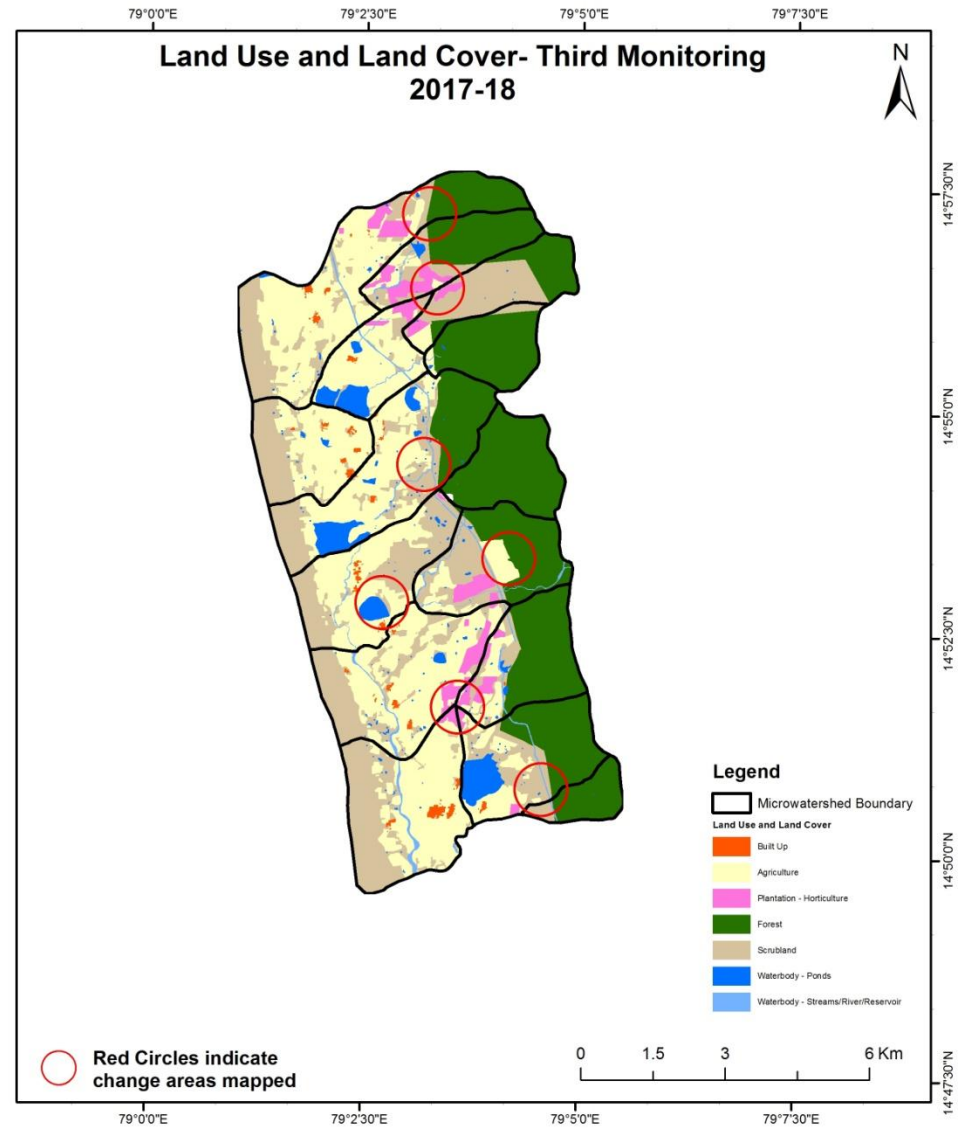 79°0'0"E 79°2'30"E 79°5'0"E 79°7'30"E
Land Use and Land Cover- Third Monitoring
2017-18
N
14°57'30"N
14°55'0"N
14°52'30"N
14°50'0"N
14°47'30"N
Legend
Microwatershed Boundary
Land Use and Land Cover
Built Up
Agriculture
Plantation - Horticulture
Forest
Scrubland
Waterbody - Ponds
Waterbody - Streams/River/Reservoir
Red Circles indicate
change areas mapped
0 1.5 3 6 Km
79°0'0"E 79°2'30"E 79°5'0"E 79°7'30"E